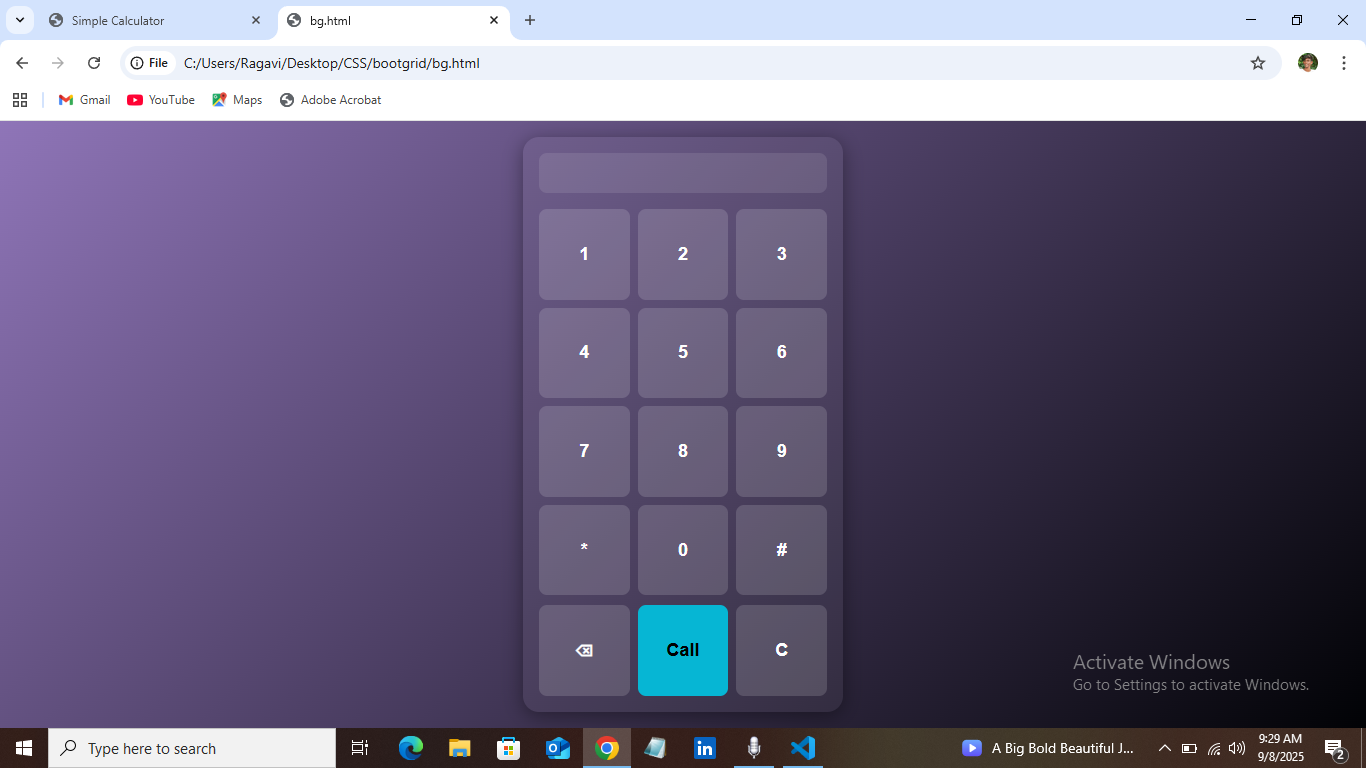 Simple Calculator
bg.html
File C:/Users/Ragavi/Desktop/CSS/bootgrid/bg.html
Gmail YouTube Maps Adobe Acrobat
1 2 3
4 5 6
7 8 9
* 0 #
Call C
Activate Windows
Go to Settings to activate Windows.
Type here to search
A Big Bold Beautiful J...
9:29 AM
9/8/2025
2